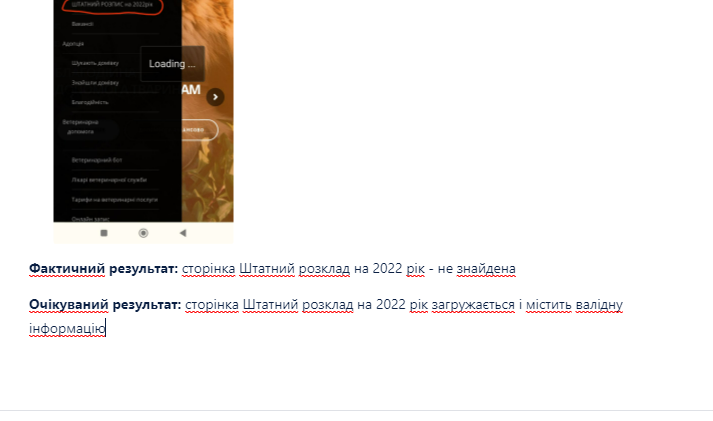 ШТАТНИЙ РОЗПИС на 2022рік
Вакансії
Адопція
Шукають домівку
Loading ...
Знайшли домівку
АМ
Благодійність
Ветеринарна
допомога
Ветеринарний бот
Лікарі ветеринарної служби
Тарифи на ветеринарні послуги
Онлайн запис
Фактичний результат: сторінка Штатний розклад на 2022 рік - не знайдена
Очікуваний результат: сторінка Штатний розклад на 2022 рік загружається і містить валідну
інформацію